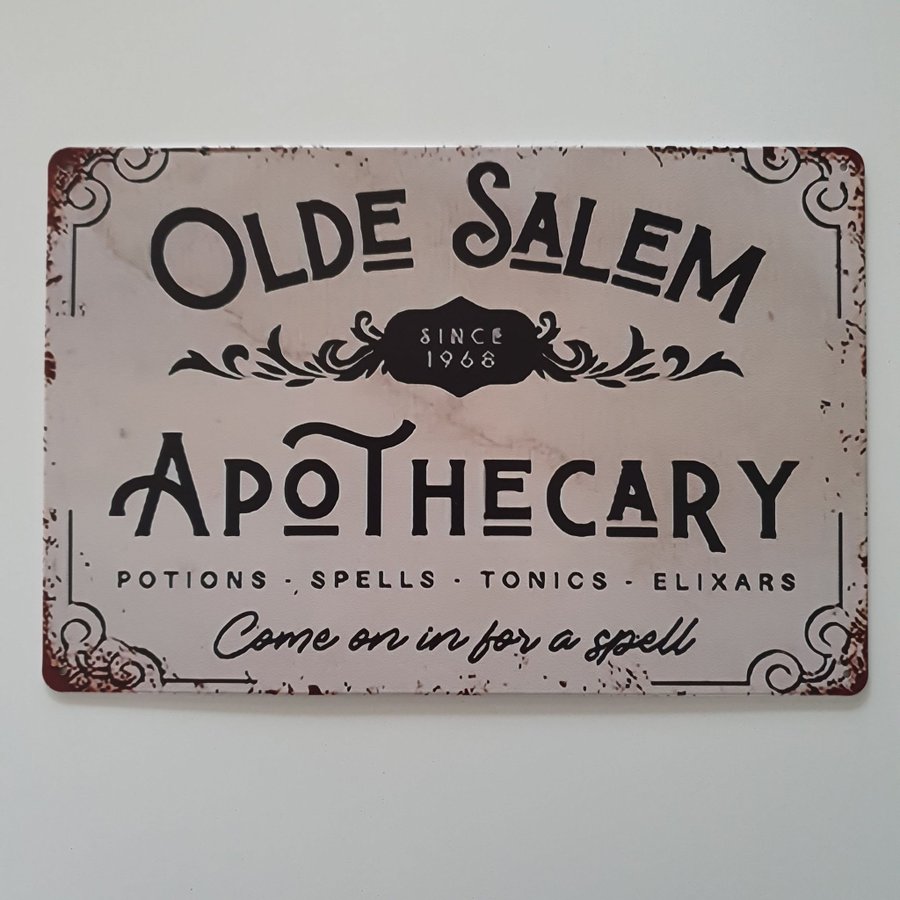 OLDE SALEM
SINCE
1968
APOTHECARY
POTIONS · SPELLS · TONICS · ELIXARS
Come on in for a spell